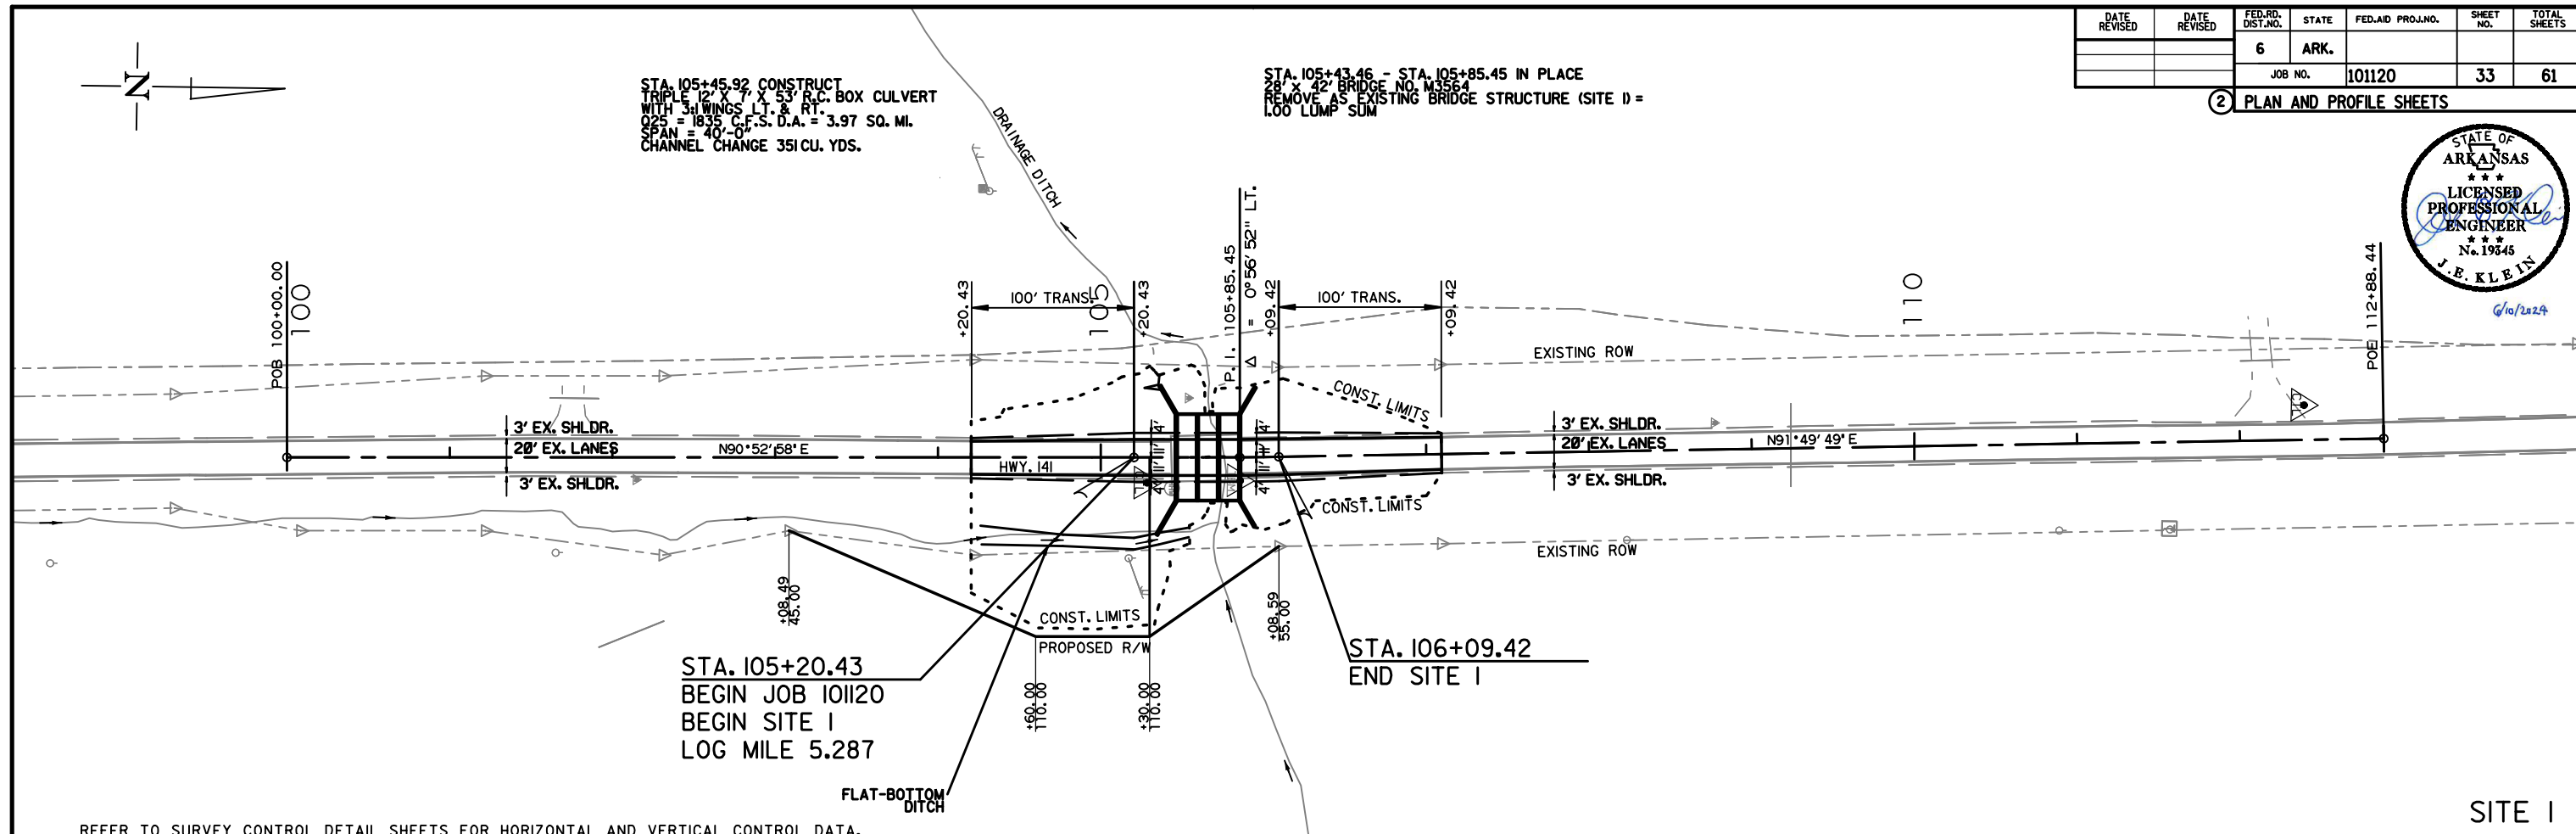 DATE REVISED
DATE REVISED
FED.RD. DIST.NO.
STATE
FED.AID PROJ.NO.
SHEET NO.
TOTAL SHEETS
6
ARK.
JOB NO.
101120
33
61
2
PLAN AND PROFILE SHEETS
STATE OF
ARKANSAS
★ ★ ★
LICENSED
PROFESSIONAL
ENGINEER
★ ★ ★
No. 19345
J.E. KLEIN
6/10/2024
N
STA. 105+45.92 CONSTRUCT
TRIPLE 12' X 7' X 53' R.C. BOX CULVERT
WITH 3:1 WINGS LT. & RT.
Q25 = 1835 C.F.S. D.A. = 3.97 SQ. MI.
SPAN = 40'-0"
CHANNEL CHANGE 351 CU. YDS.
STA. 105+43.46 - STA. 105+85.45 IN PLACE
28' x 42' BRIDGE NO. M3564
REMOVE AS EXISTING BRIDGE STRUCTURE (SITE 1) =
1.00 LUMP SUM
DRAINAGE DITCH
POB 100+00.00
100
+20.43
100' TRANS.
105
+20.43
P.I. 105+85.45
Δ = 0°56'52" LT.
+09.42
100' TRANS.
+09.42
110
POE 112+88.44
EXISTING ROW
CONST. LIMITS
3' EX. SHLDR.
20' EX. LANES
3' EX. SHLDR.
N90°52'58" E
HWY. 141
4' 11' 11' 4'
4' 11' 11' 4'
3' EX. SHLDR.
20' EX. LANES
3' EX. SHLDR.
N91°49'49" E
CONST. LIMITS
EXISTING ROW
+08.49
45.00
CONST. LIMITS
PROPOSED R/W
+08.59
55.00
+60.00
110.00
+30.00
110.00
STA. 105+20.43
BEGIN JOB 101120
BEGIN SITE 1
LOG MILE 5.287
STA. 106+09.42
END SITE 1
FLAT-BOTTOM
DITCH
SITE 1
REFER TO SURVEY CONTROL DETAIL SHEETS FOR HORIZONTAL AND VERTICAL CONTROL DATA.